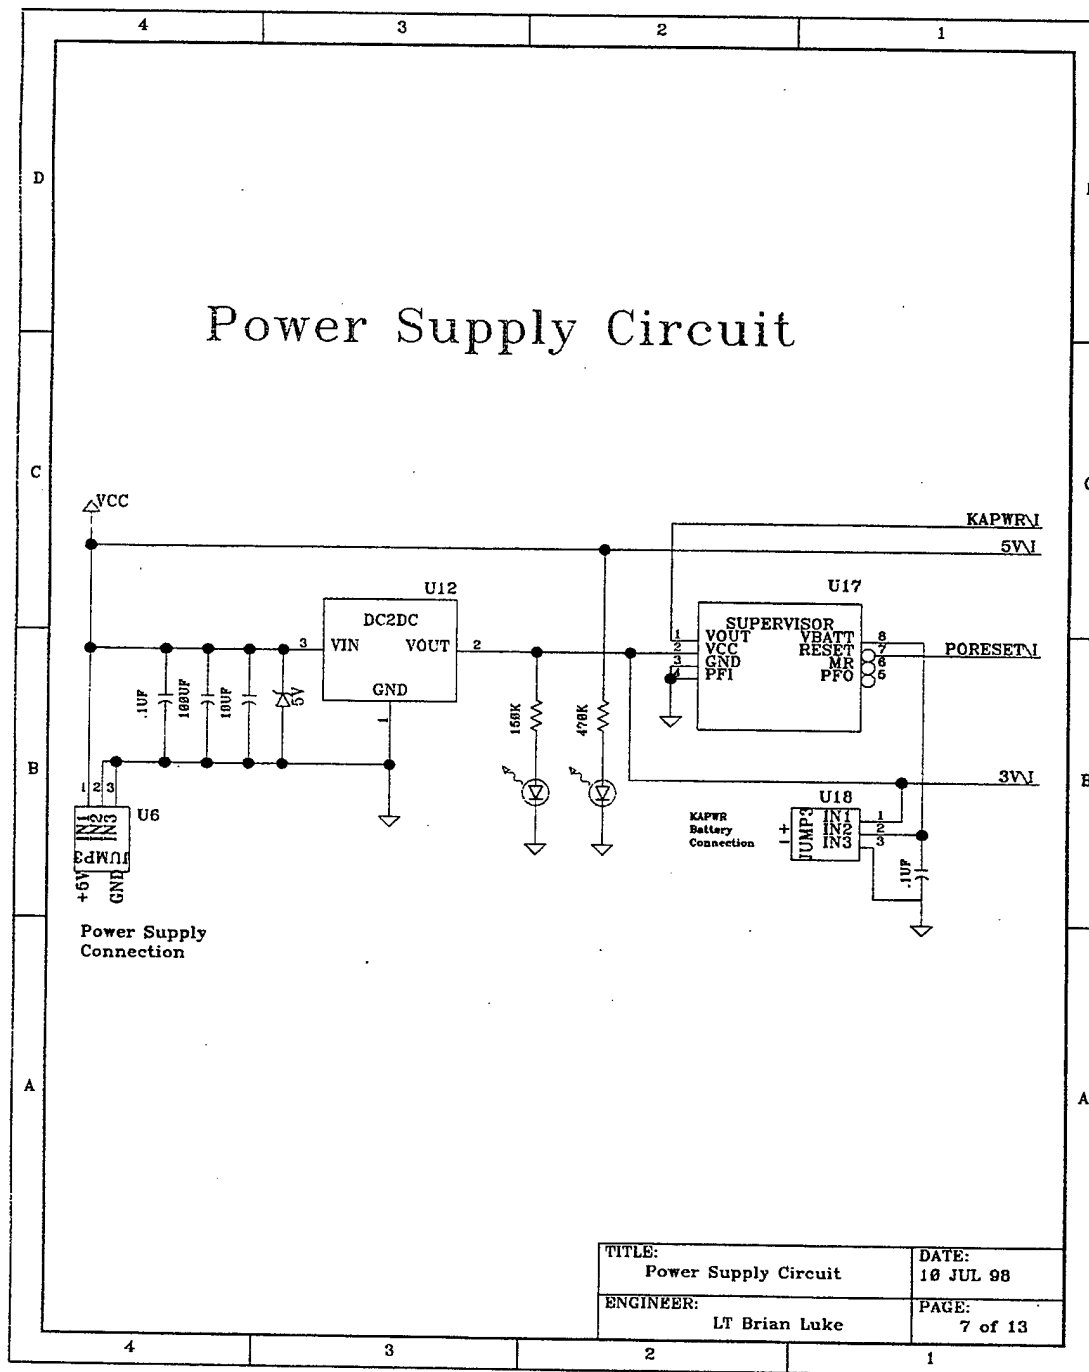 4 3 2 1
D
Power Supply Circuit
C
VCC
KAPWR\I
5V\I
U12
DC2DC
3 VIN VOUT 2
GND
1
U17
SUPERVISOR
1 VOUT VBATT 8
2 VCC RESET 7
3 GND MR 6
4 PFI PFO 5
PORESET\I
.1UF
100UF
10UF
5V
150K
470K
B
B
3V\I
1 2 3
U6
IN1
IN2
IN3
JUMP3
+5V
GND
U18
JUMP3
IN1 1
IN2 2
IN3 3
KAPWR
Battery
Connection
+
−
.1UF
Power Supply
Connection
A
A
TITLE:
Power Supply Circuit
DATE:
10 JUL 98
ENGINEER:
LT Brian Luke
PAGE:
7 of 13
4 3 2 1